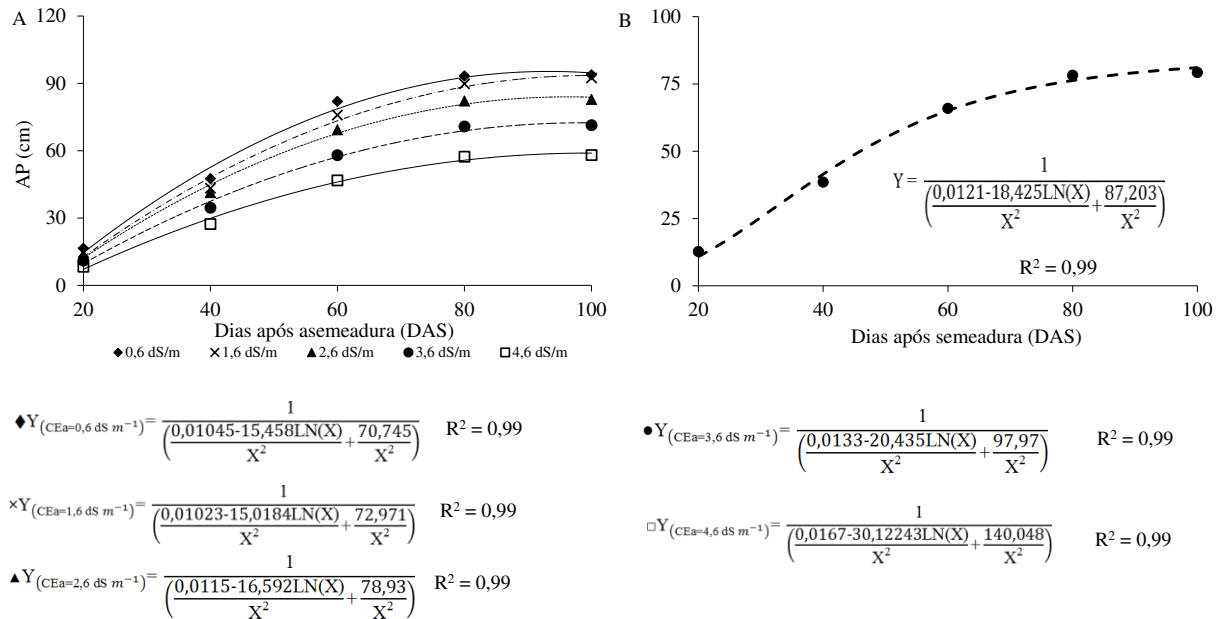 A
120
90
60
30
0
AP (cm)
20 40 60 80 100
Dias após asemeadura (DAS)
◆0,6 dS/m ×1,6 dS/m ▲2,6 dS/m ●3,6 dS/m □4,6 dS/m
B
100
75
50
25
0
Y= 1 / (0,0121-18,425LN(X) / X² + 87,203 / X²)
R² = 0,99
20 40 60 80 100
Dias após semeadura (DAS)
◆Y(CEa=0,6 dS m⁻¹)= 1 / (0,01045-15,458LN(X) / X² + 70,745 / X²) R² = 0,99
×Y(CEa=1,6 dS m⁻¹)= 1 / (0,01023-15,0184LN(X) / X² + 72,971 / X²) R² = 0,99
▲Y(CEa=2,6 dS m⁻¹)= 1 / (0,0115-16,592LN(X) / X² + 78,93 / X²) R² = 0,99
●Y(CEa=3,6 dS m⁻¹)= 1 / (0,0133-20,435LN(X) / X² + 97,97 / X²) R² = 0,99
□Y(CEa=4,6 dS m⁻¹)= 1 / (0,0167-30,12243LN(X) / X² + 140,048 / X²) R² = 0,99